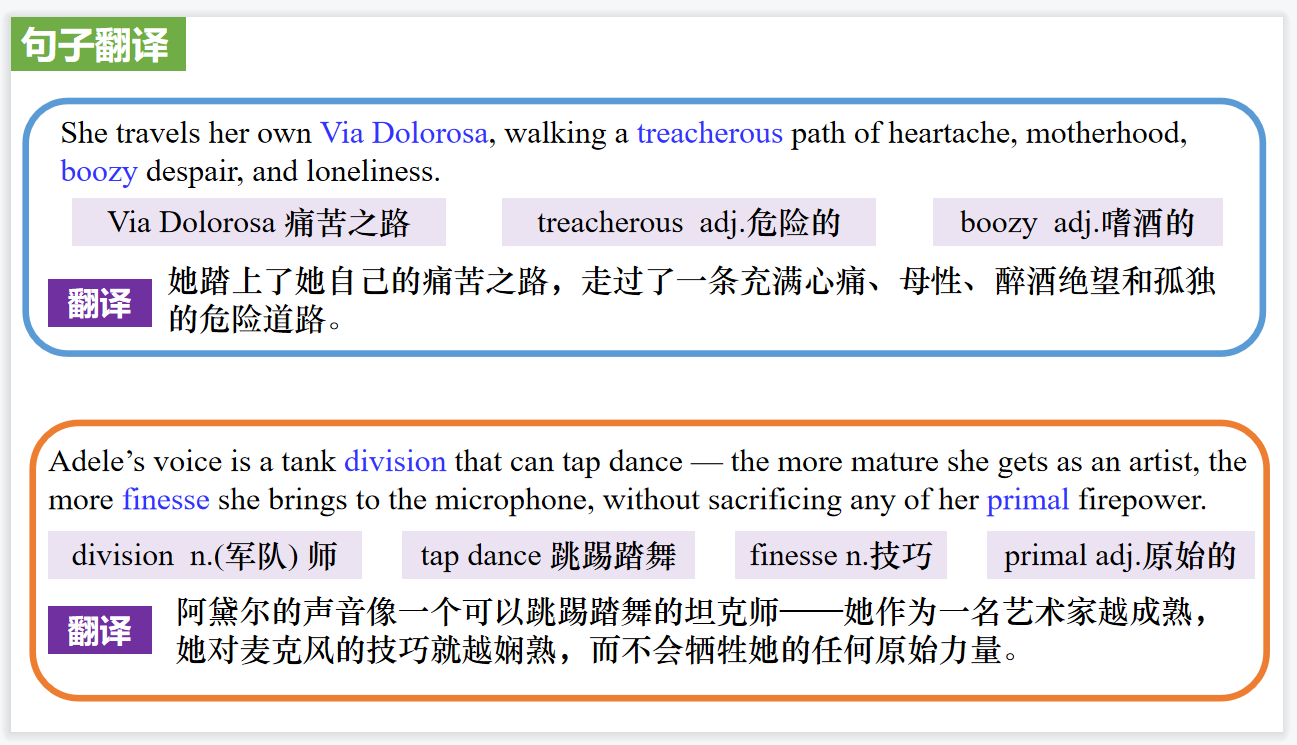 句子翻译
She travels her own Via Dolorosa, walking a treacherous path of heartache, motherhood,
boozy despair, and loneliness.
Via Dolorosa 痛苦之路
treacherous adj.危险的
boozy adj.嗜酒的
翻译
她踏上了她自己的痛苦之路，走过了一条充满心痛、母性、醉酒绝望和孤独
的危险道路。
Adele’s voice is a tank division that can tap dance — the more mature she gets as an artist, the
more finesse she brings to the microphone, without sacrificing any of her primal firepower.
division n.(军队) 师
tap dance 跳踢踏舞
finesse n.技巧
primal adj.原始的
翻译
阿黛尔的声音像一个可以跳踢踏舞的坦克师——她作为一名艺术家越成熟，
她对麦克风的技巧就越娴熟，而不会牺牲她的任何原始力量。